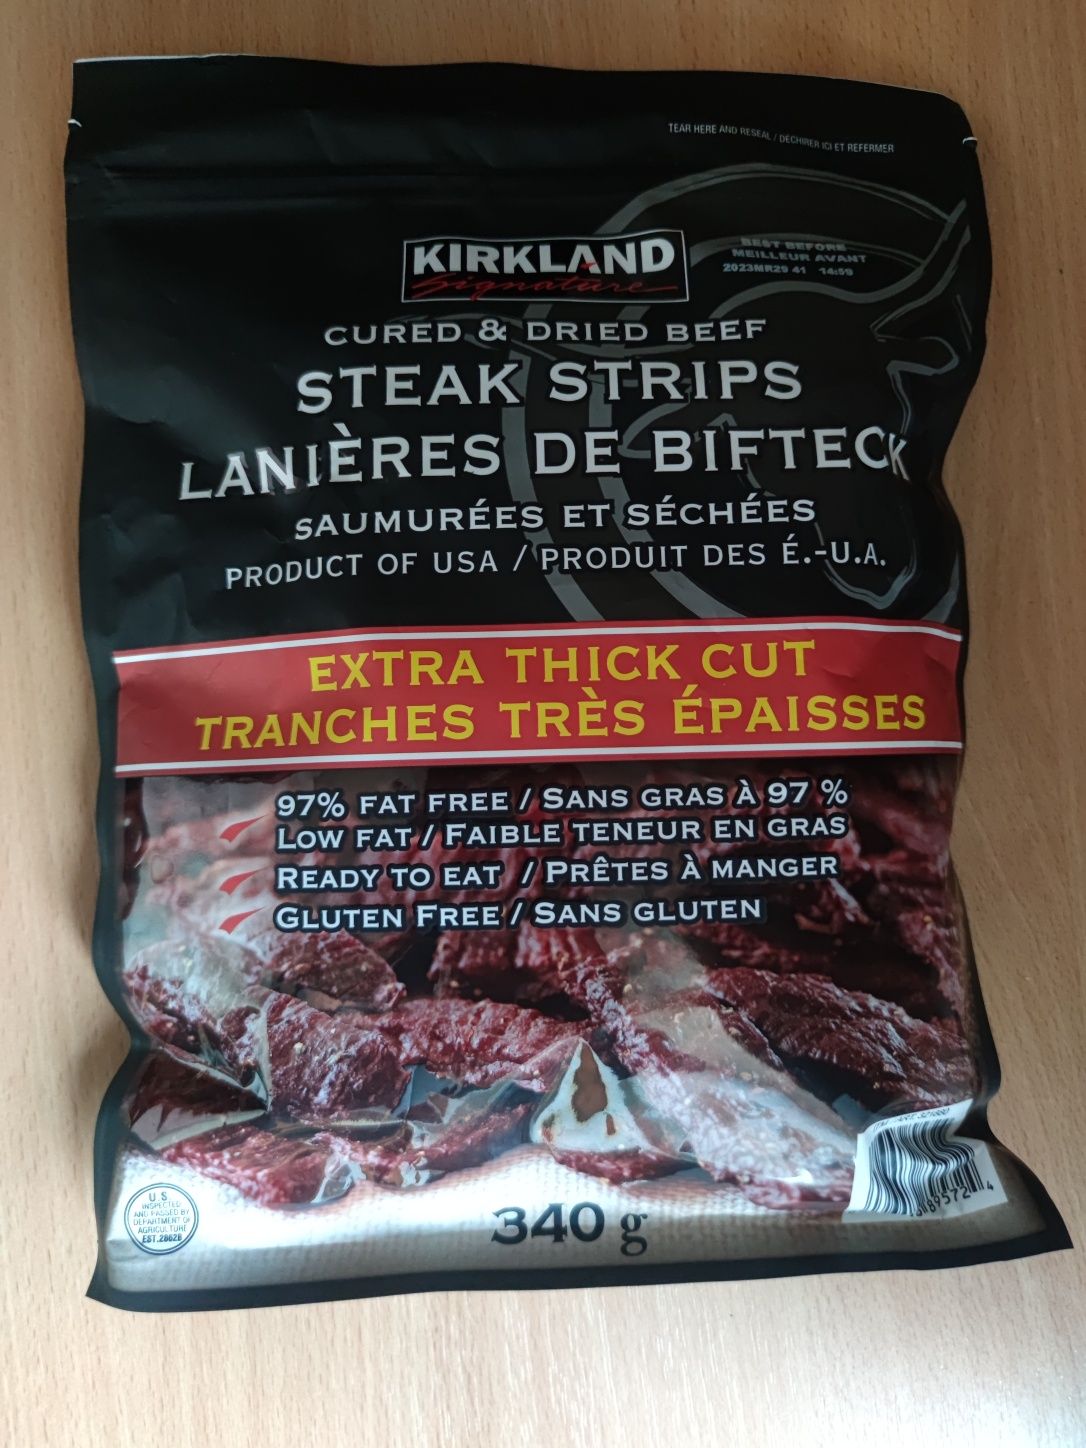 TEAR HERE AND RESEAL / DÉCHIRER ICI ET REFERMER
KIRKLAND
Signature
BEST BEFORE
MEILLEUR AVANT
2023MR29 41 14:59
CURED & DRIED BEEF
STEAK STRIPS
LANIÈRES DE BIFTECK
SAUMURÉES ET SÉCHÉES
PRODUCT OF USA / PRODUIT DES É.-U.A.
EXTRA THICK CUT
TRANCHES TRÈS ÉPAISSES
97% FAT FREE / SANS GRAS À 97 %
LOW FAT / FAIBLE TENEUR EN GRAS
READY TO EAT / PRÊTES À MANGER
GLUTEN FREE / SANS GLUTEN
U.S.
INSPECTED
AND PASSED BY
DEPARTMENT OF
AGRICULTURE
EST.2862B
340 g